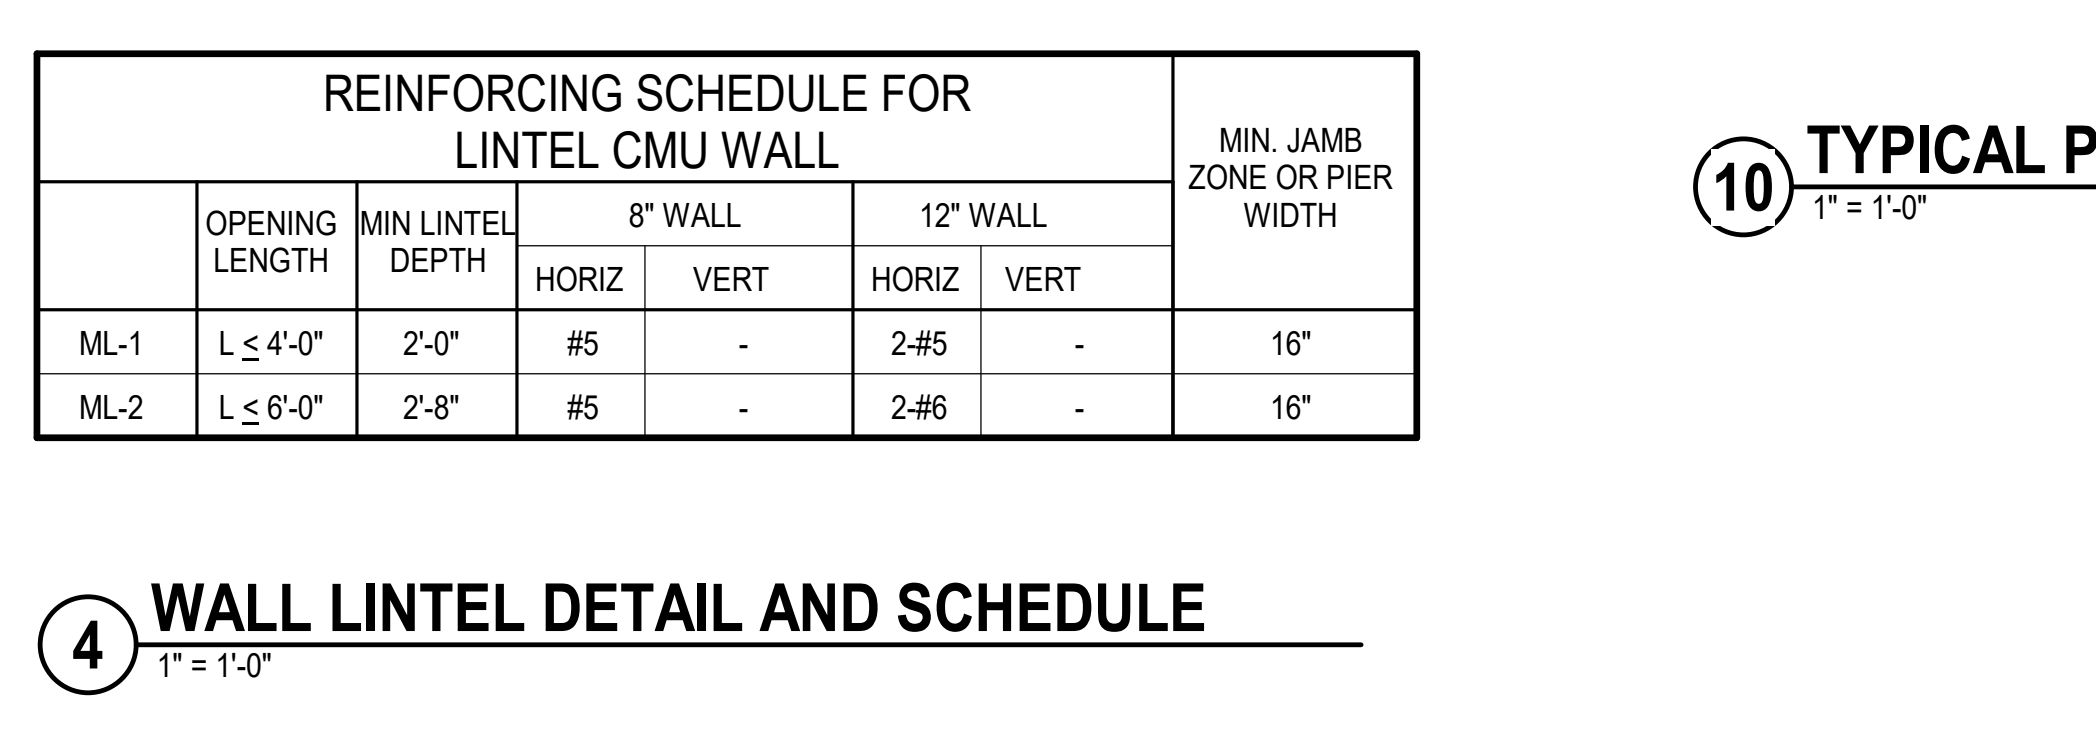 REINFORCING SCHEDULE FOR
LINTEL CMU WALL
MIN. JAMB
ZONE OR PIER
WIDTH
OPENING
LENGTH
MIN LINTEL
DEPTH
8" WALL
12" WALL
HORIZ VERT HORIZ VERT
ML-1 L ≤ 4'-0" 2'-0" #5 - 2-#5 - 16"
ML-2 L ≤ 6'-0" 2'-8" #5 - 2-#6 - 16"
4 WALL LINTEL DETAIL AND SCHEDULE
1" = 1'-0"
10 TYPICAL P
1" = 1'-0"